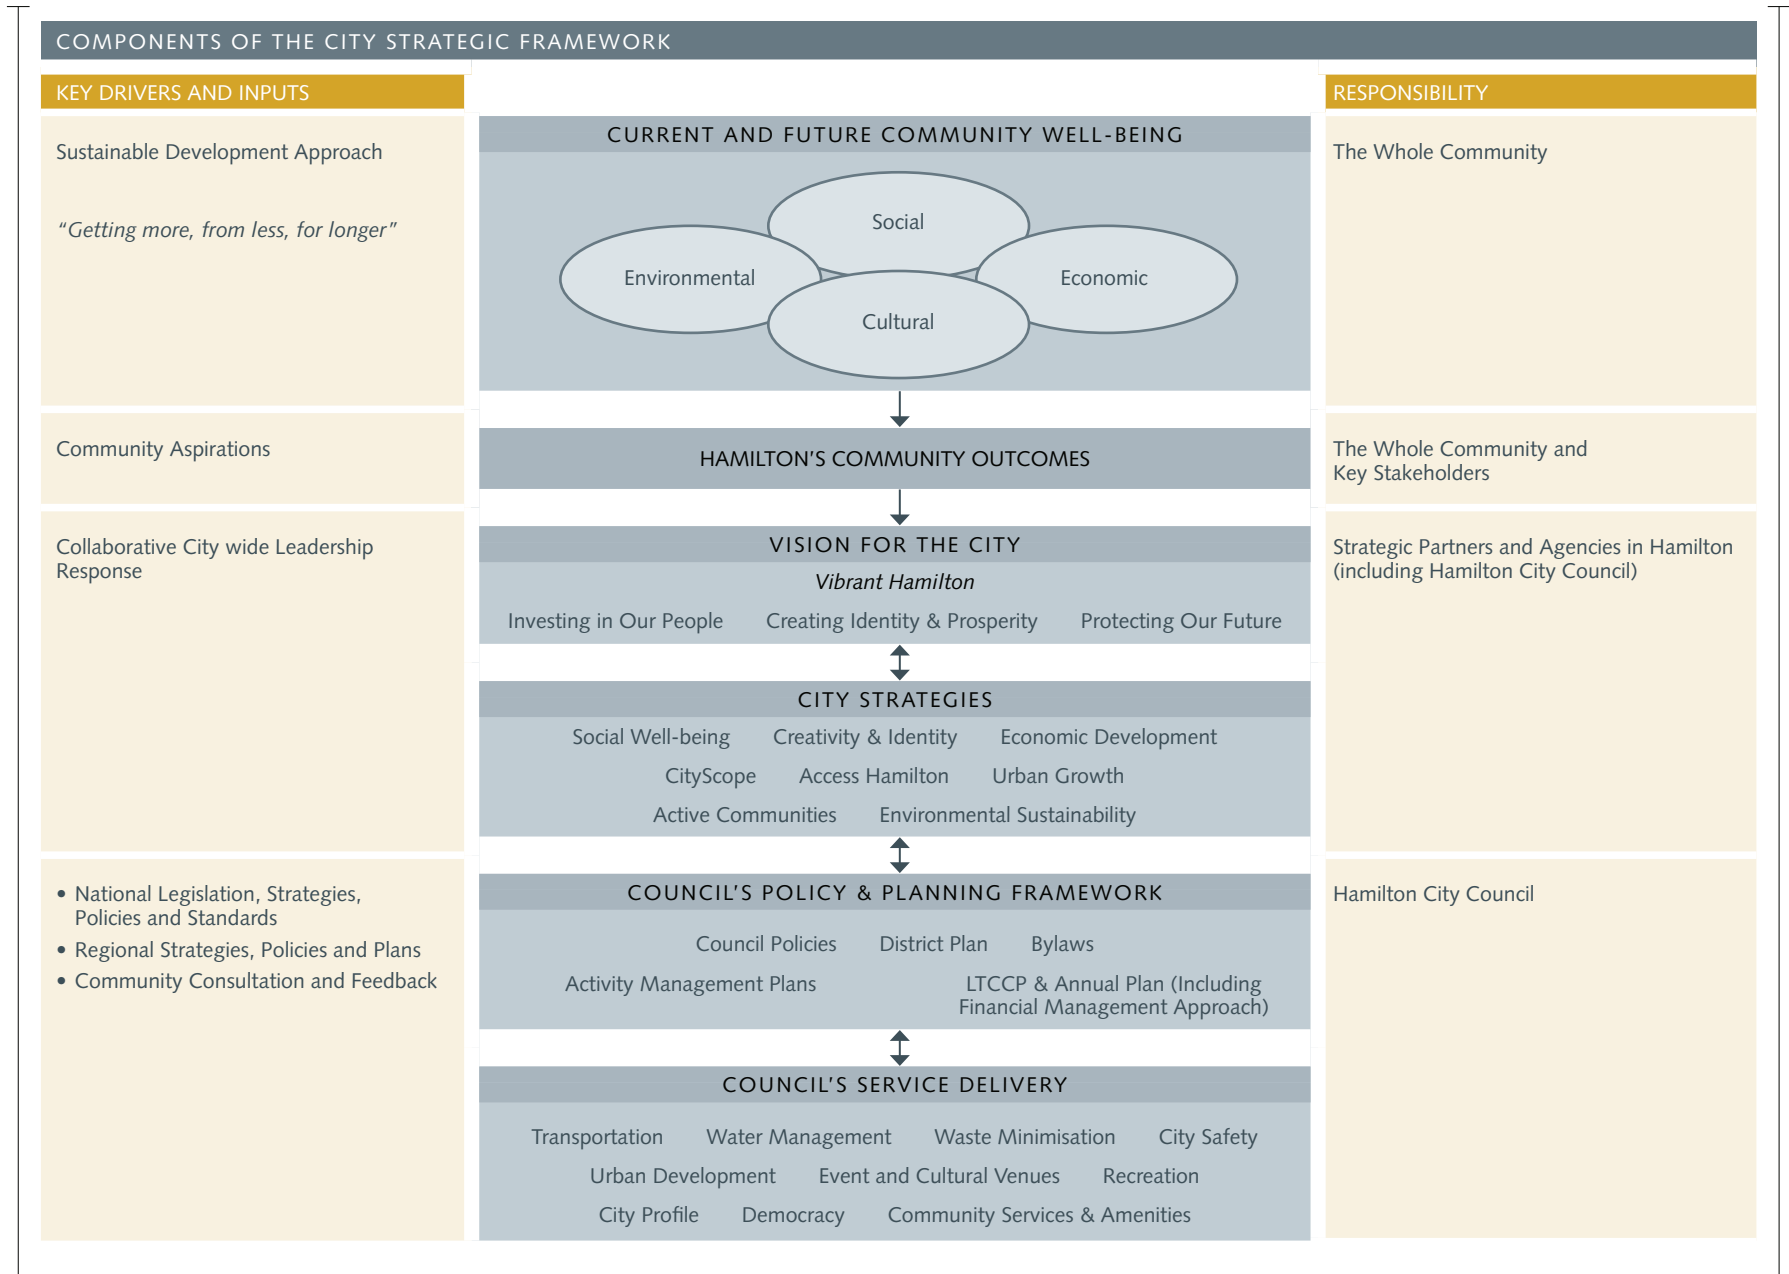 COMPONENTS OF THE CITY STRATEGIC FRAMEWORK
KEY DRIVERS AND INPUTS
RESPONSIBILITY
Sustainable Development Approach
“Getting more, from less, for longer”
CURRENT AND FUTURE COMMUNITY WELL-BEING
Social
Environmental
Economic
Cultural
The Whole Community
Community Aspirations
HAMILTON’S COMMUNITY OUTCOMES
The Whole Community and
Key Stakeholders
Collaborative City wide Leadership
Response
VISION FOR THE CITY
Vibrant Hamilton
Investing in Our People Creating Identity & Prosperity Protecting Our Future
Strategic Partners and Agencies in Hamilton
(including Hamilton City Council)
CITY STRATEGIES
Social Well-being Creativity & Identity Economic Development
CityScope Access Hamilton Urban Growth
Active Communities Environmental Sustainability
• National Legislation, Strategies,
Policies and Standards
• Regional Strategies, Policies and Plans
• Community Consultation and Feedback
COUNCIL’S POLICY & PLANNING FRAMEWORK
Council Policies District Plan Bylaws
Activity Management Plans
LTCCP & Annual Plan (Including
Financial Management Approach)
Hamilton City Council
COUNCIL’S SERVICE DELIVERY
Transportation Water Management Waste Minimisation City Safety
Urban Development Event and Cultural Venues Recreation
City Profile Democracy Community Services & Amenities